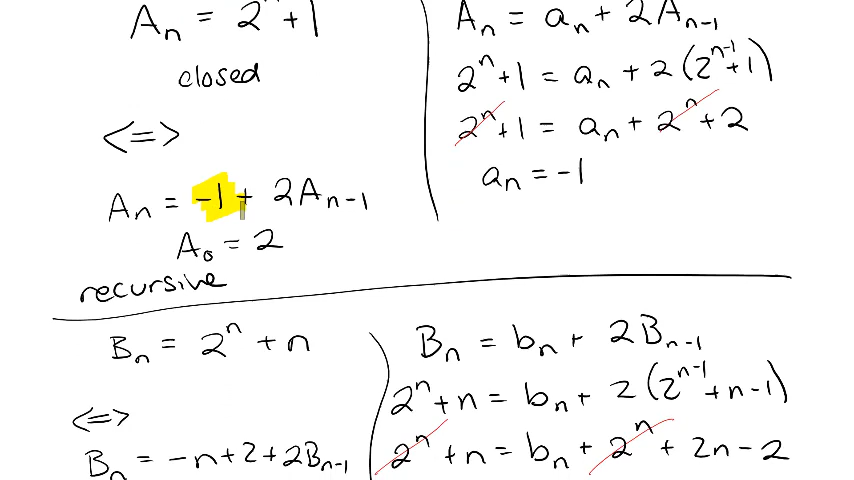 Aₙ = 2ⁿ + 1
closed
<=>
Aₙ = -1 + 2Aₙ₋₁
A₀ = 2
recursive
Aₙ = aₙ + 2Aₙ₋₁
2ⁿ + 1 = aₙ + 2(2ⁿ⁻¹ + 1)
2ⁿ + 1 = aₙ + 2ⁿ + 2
aₙ = -1
Bₙ = 2ⁿ + n
<=>
Bₙ = -n + 2 + 2Bₙ₋₁
Bₙ = bₙ + 2Bₙ₋₁
2ⁿ + n = bₙ + 2(2ⁿ⁻¹ + n - 1)
2ⁿ + n = bₙ + 2ⁿ + 2n - 2